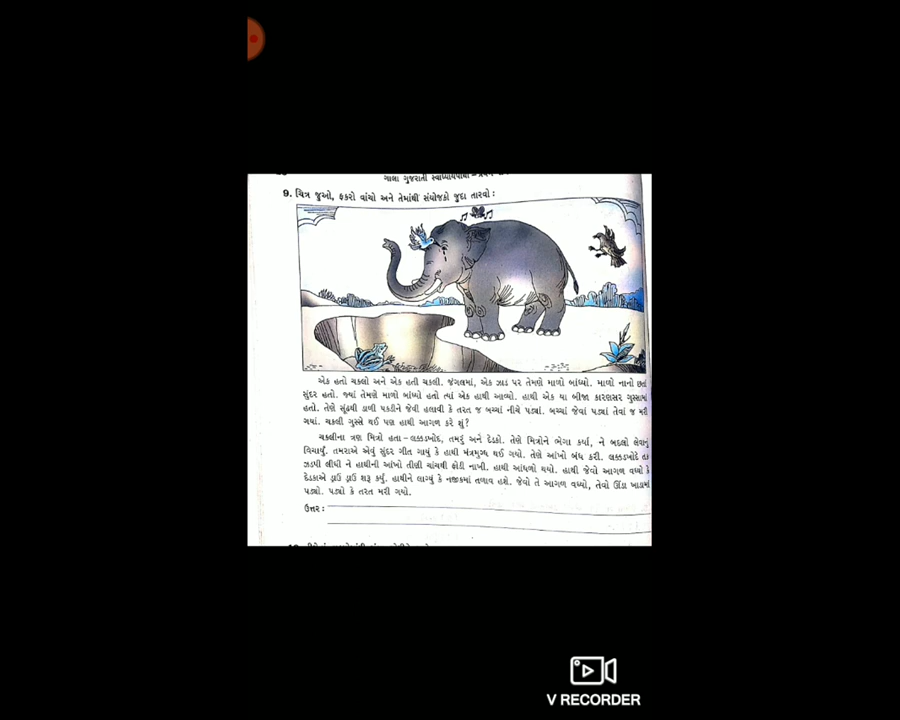 ગાલા ગુજરાતી સ્વાધ્યાયપોથી
9. ચિત્ર જુઓ, ફકરો વાંચો અને તેમાંથી સંયોજકો જુદા તારવો :
એક હતો ચકલો અને એક હતી ચકલી. જંગલમાં, એક ઝાડ પર તેમણે માળો બાંધ્યો. માળો નાનો છતાં
સુંદર હતો. જ્યાં તેમણે માળો બાંધ્યો હતો ત્યાં એક હાથી આવ્યો. હાથી એક યા બીજા કારણસર ગુસ્સામાં
હતો. તેણે સૂંઢથી ડાળી પકડીને જેવી હલાવી કે તરત જ બચ્ચાં નીચે પડ્યાં. બચ્ચાં જેવાં પડ્યાં તેવાં જ મરી
ગયાં. ચકલી ગુસ્સે થઈ પણ હાથી આગળ કરે શું?
ચકલીના ત્રણ મિત્રો હતા – લક્કડખોદ, તમરું અને દેડકો. તેણે મિત્રોને ભેગા કર્યા, ને બદલો લેવાનું
વિચાર્યું. તમરાએ એવું સુંદર ગીત ગાયું કે હાથી મંત્રમુગ્ધ થઈ ગયો. તેણે આંખો બંધ કરી. લક્કડખોદે તક
ઝડપી લીધી ને હાથીની આંખો તીણી ચાંચથી ફોડી નાખી. હાથી આંધળો થયો. હાથી જેવો આગળ વધ્યો કે
દેડકાએ ડ્રાઉં ડ્રાઉં શરૂ કર્યું. હાથીને લાગ્યું કે નજીકમાં તળાવ હશે. જેવો તે આગળ વધ્યો, તેવો ઊંડા ખાડામાં
પડ્યો. પડ્યો કે તરત મરી ગયો.
ઉત્તર :
V RECORDER